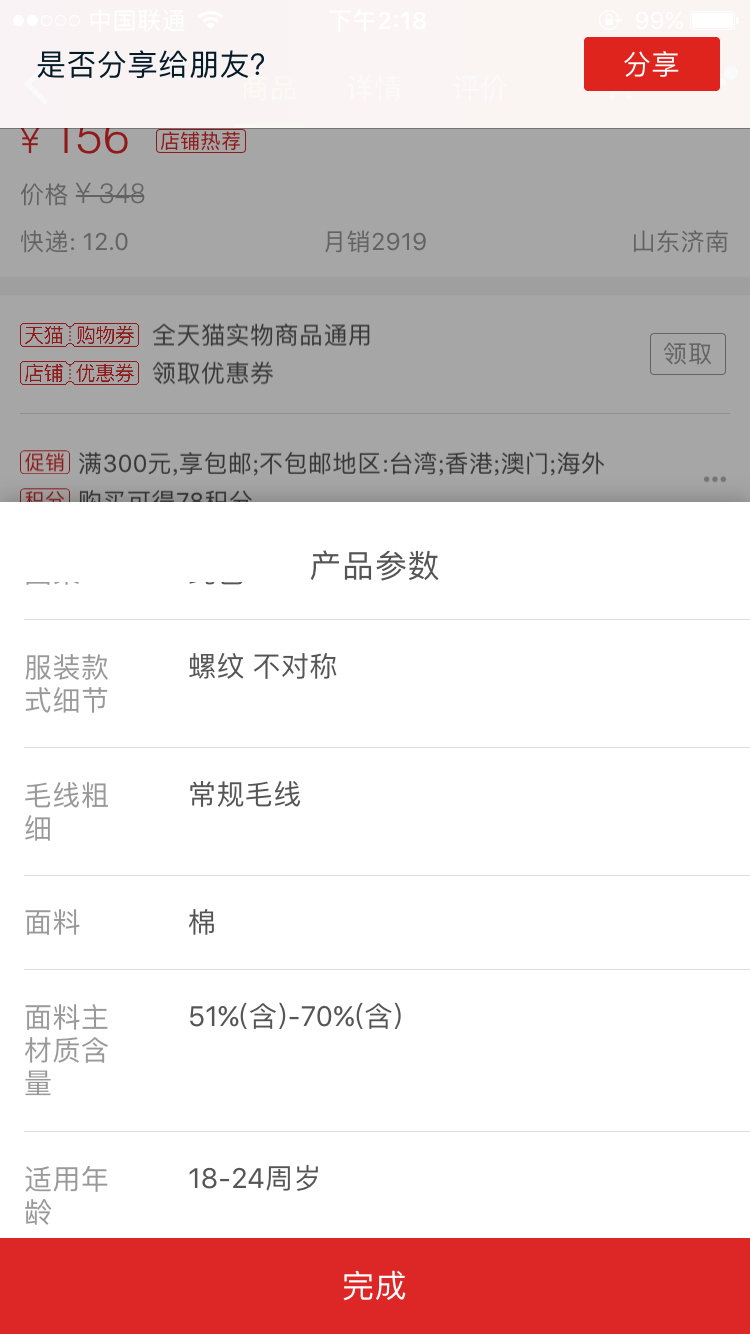 中国联通 下午2:18 99%
是否分享给朋友? 分享
商品 详情 评价
¥ 156 店铺热荐
价格 ¥ 348
快递: 12.0 月销2919 山东济南
天猫 购物券 全天猫实物商品通用
领取
店铺 优惠券 领取优惠券
促销 满300元,享包邮;不包邮地区:台湾;香港;澳门;海外
积分 购买可得78积分
产品参数
服装款 螺纹 不对称
式细节
毛线粗 常规毛线
细
面料 棉
面料主 51%(含)-70%(含)
材质含
量
适用年 18-24周岁
龄
完成